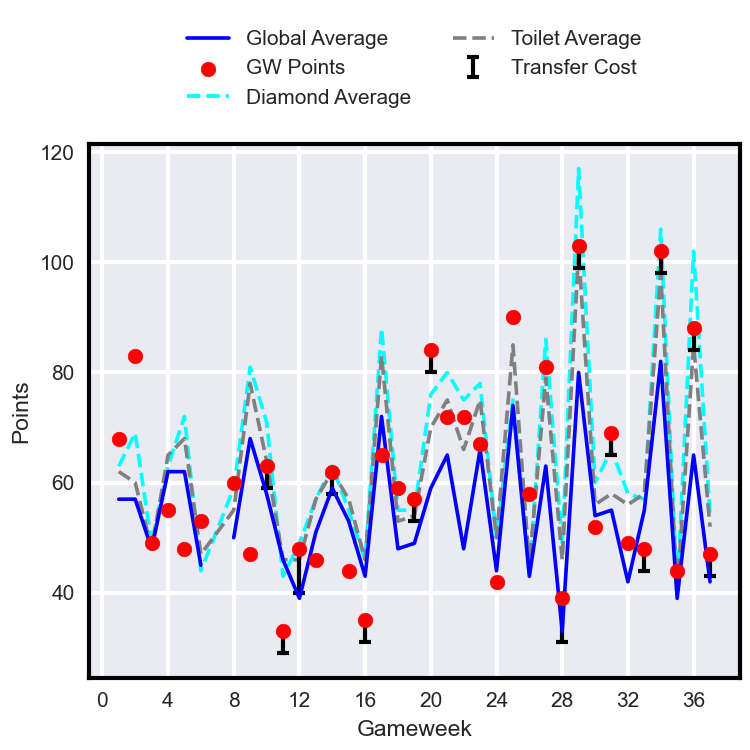 Global Average
GW Points
Diamond Average
Toilet Average
Transfer Cost
120
100
80
60
40
Points
0 4 8 12 16 20 24 28 32 36
Gameweek